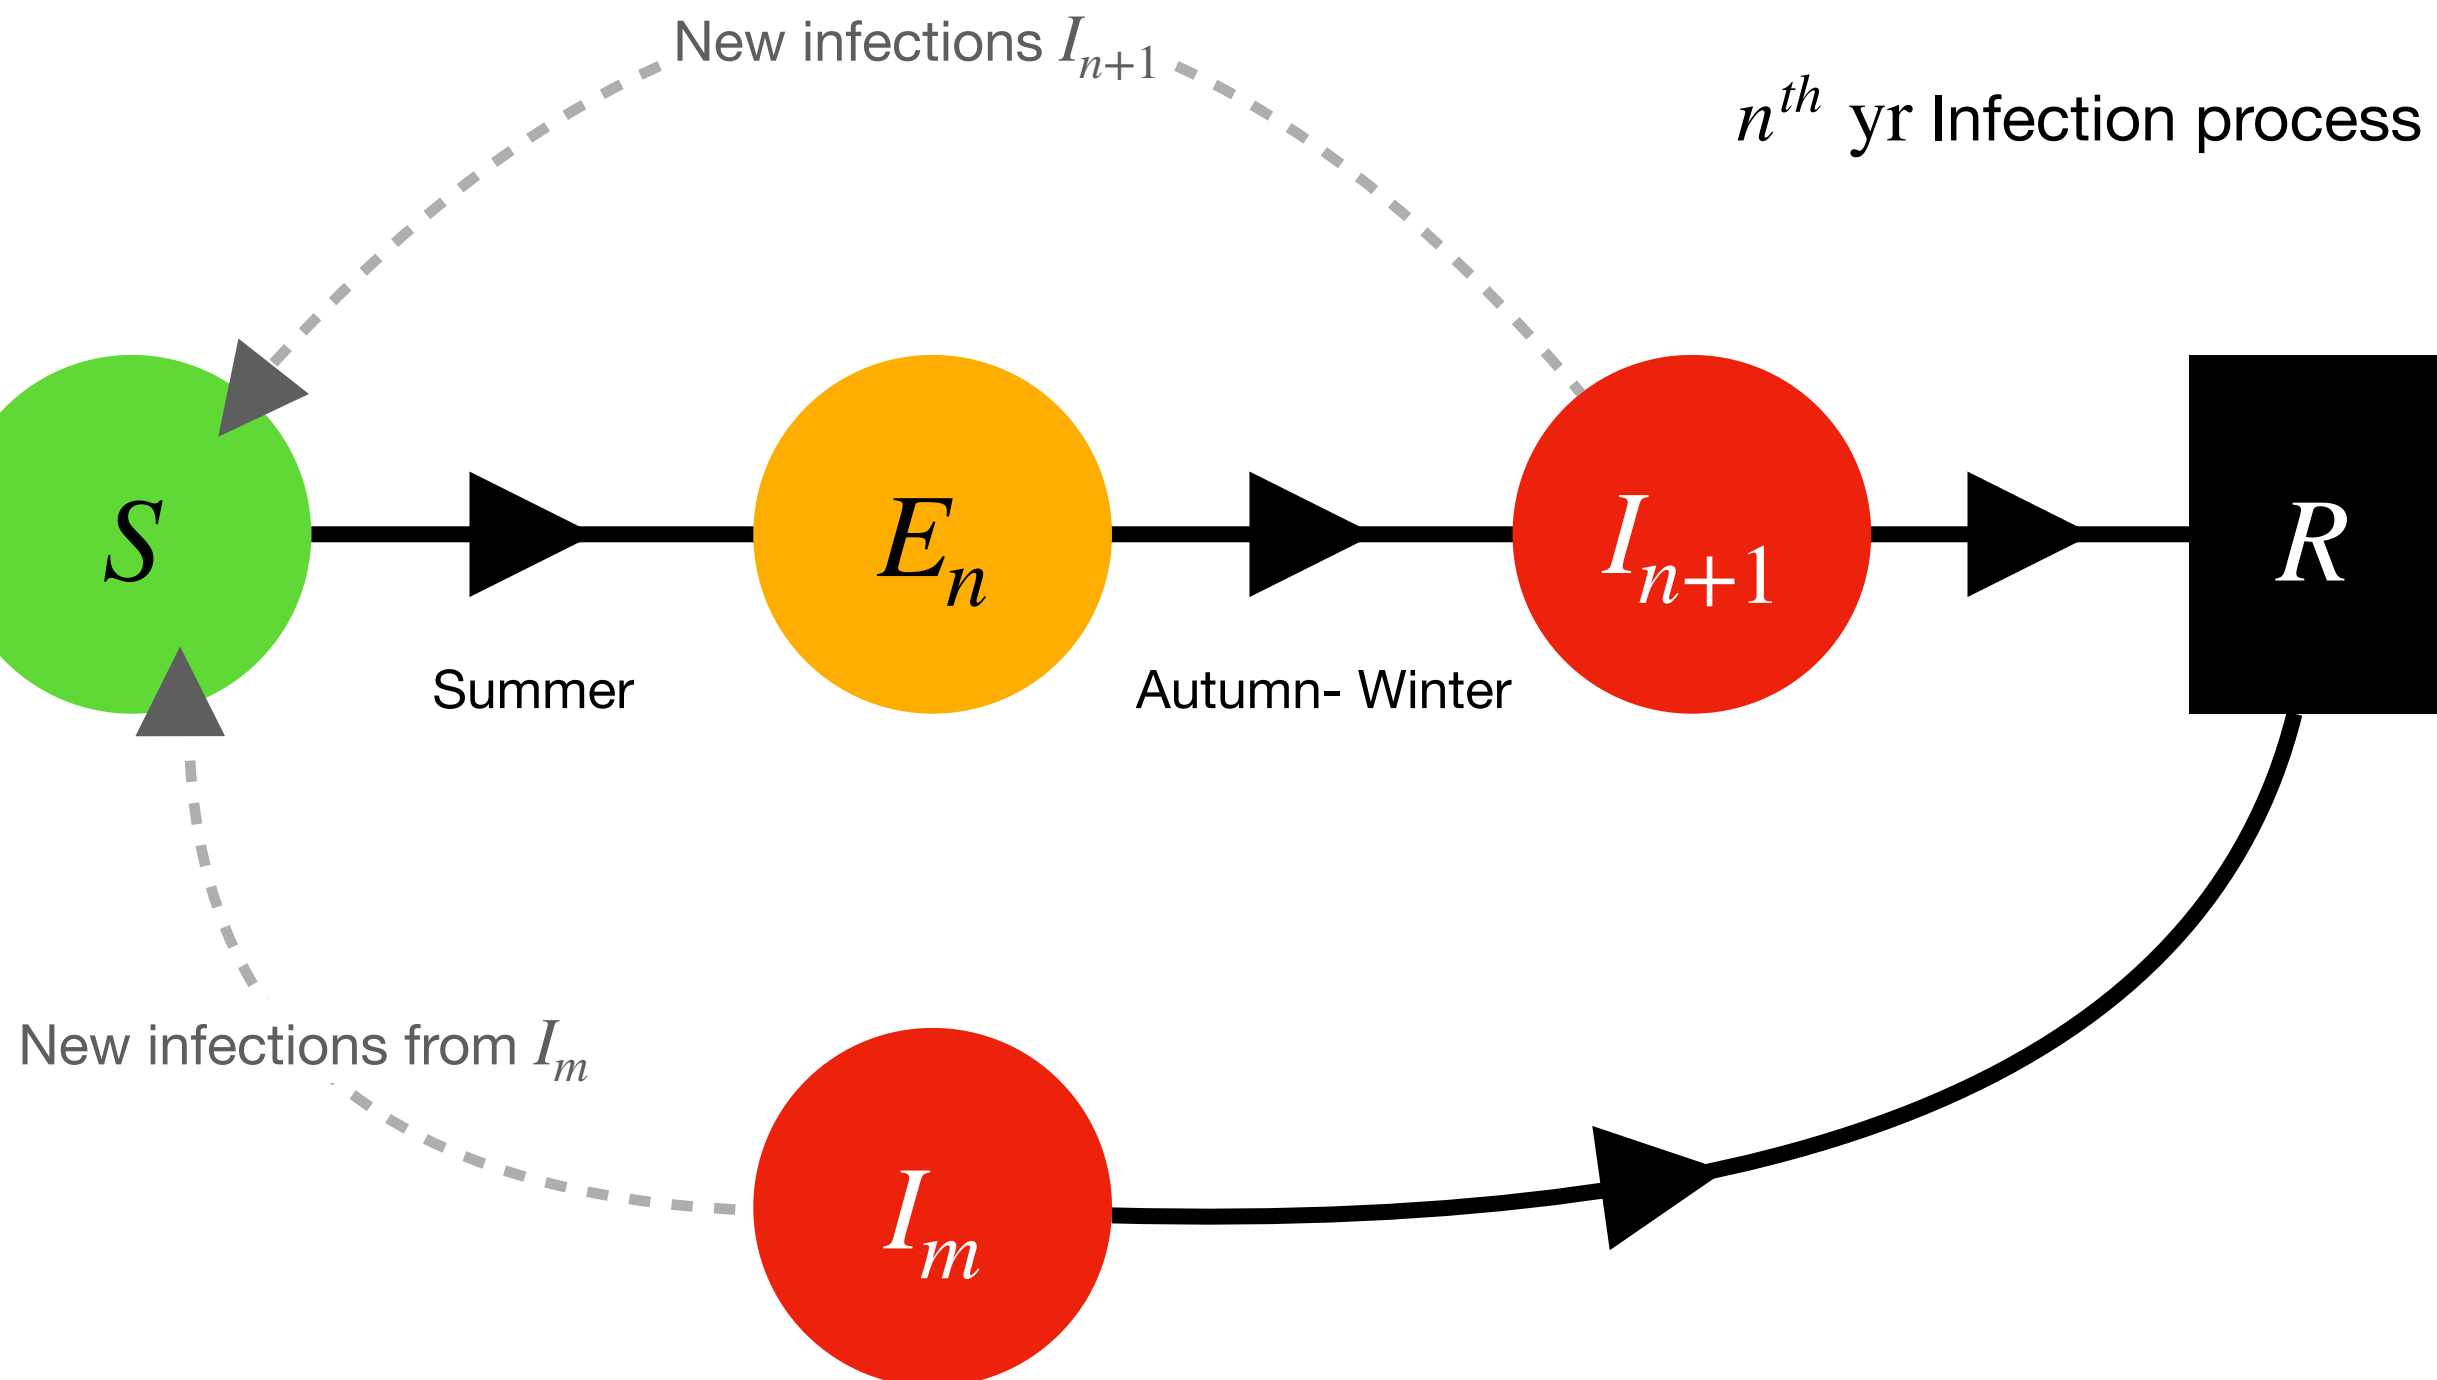 New infections I_{n+1}
n^{th} yr Infection process
S
E_n
I_{n+1}
R
Summer
Autumn- Winter
New infections from I_m
I_m